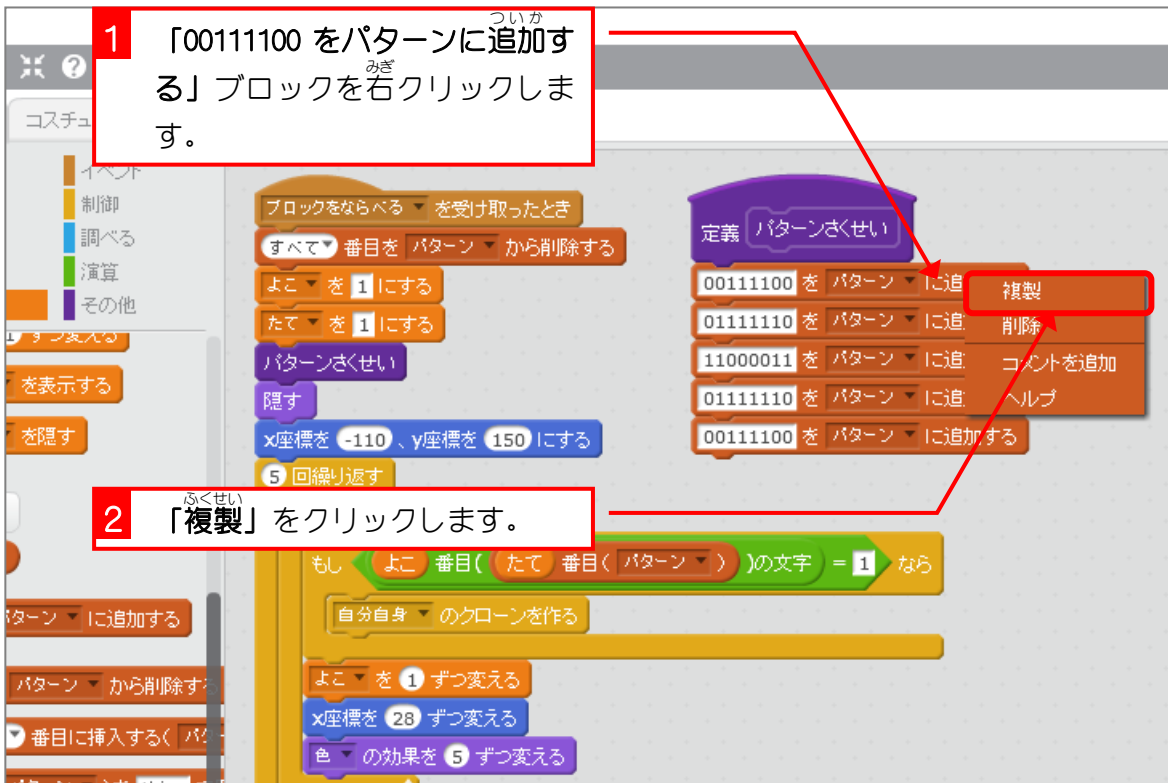 1
ついか
「00111100 をパターンに追加す
みぎ
る」ブロックを右クリックしま
す。
コスチュ
イベント
制御
調べる
演算
その他
ずつ変える
を表示する
を隠す
パターン に追加する
パターン から削除す
番目に挿入する( パタ
ブロックをならべる を受け取ったとき
すべて 番目を パターン から削除する
よこ を 1 にする
たて を 1 にする
パターンさくせい
隠す
x座標を -110 、y座標を 150 にする
5 回繰り返す
定義 パターンさくせい
00111100 を パターン に追
01111110 を パターン に追
11000011 を パターン に追
01111110 を パターン に追
00111100 を パターン に追加する
複製
削除
コメントを追加
ヘルプ
2
ふくせい
「複製」をクリックします。
もし よこ 番目( たて 番目( パターン ) )の文字 = 1 なら
自分自身 のクローンを作る
よこ を 1 ずつ変える
x座標を 28 ずつ変える
色 の効果を 5 ずつ変える